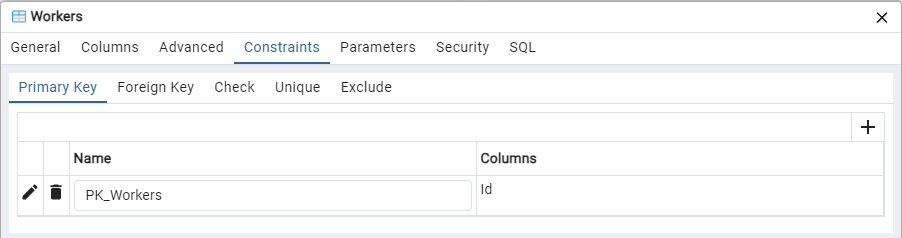 Workers
General Columns Advanced Constraints Parameters Security SQL
Primary Key Foreign Key Check Unique Exclude
Name Columns
PK_Workers Id